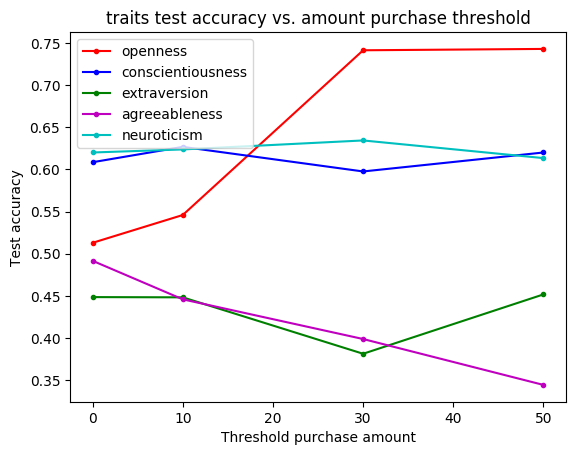 traits test accuracy vs. amount purchase threshold
openness
conscientiousness
extraversion
agreeableness
neuroticism
Test accuracy
0.75
0.70
0.65
0.60
0.55
0.50
0.45
0.40
0.35
0 10 20 30 40 50
Threshold purchase amount